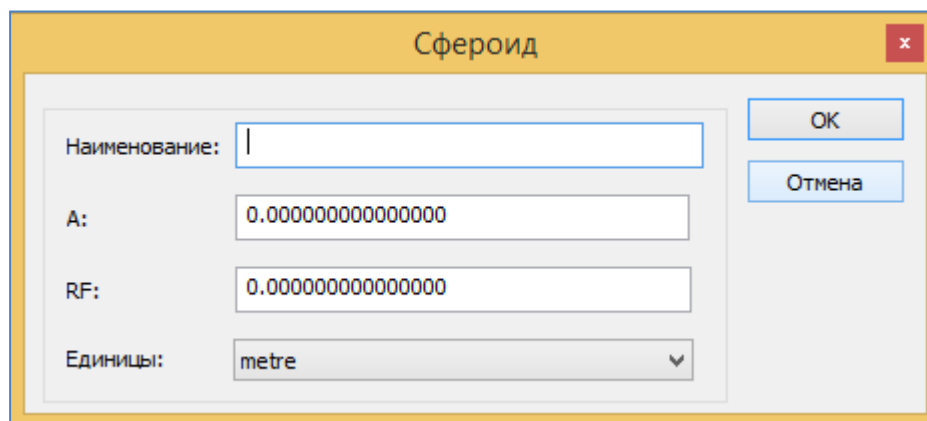 Сфероид
x
Наименование:
OK
Отмена
A:
0.000000000000000
RF:
0.000000000000000
Единицы:
metre